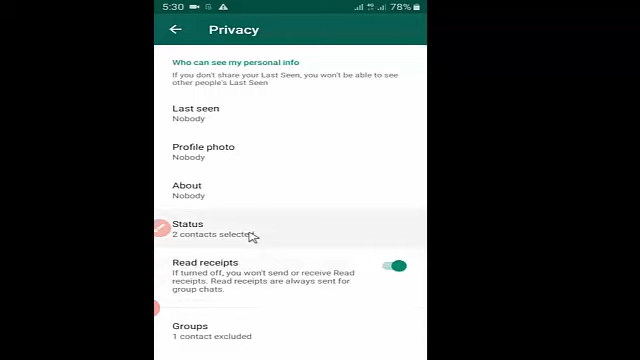 5:30 78%
Privacy
Who can see my personal info
If you don't share your Last Seen, you won't be able to see
other people's Last Seen
Last seen
Nobody
Profile photo
Nobody
About
Nobody
Status
2 contacts selected
Read receipts
If turned off, you won't send or receive Read
receipts. Read receipts are always sent for
group chats.
Groups
1 contact excluded